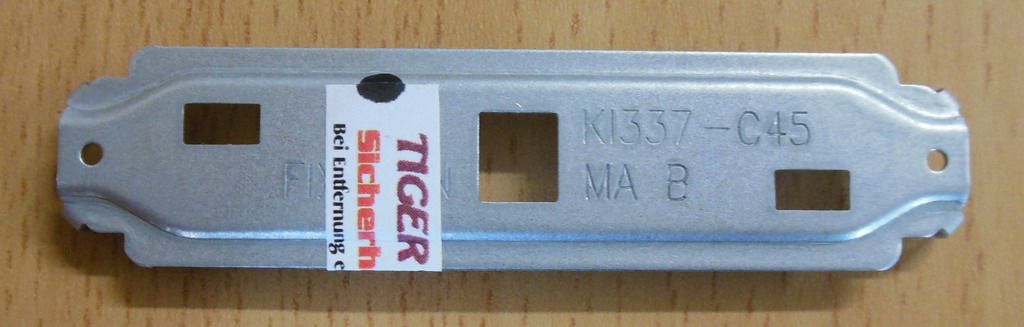 KI337-C45
MA B
TIGER
Sicherh
Bei Entfernung e